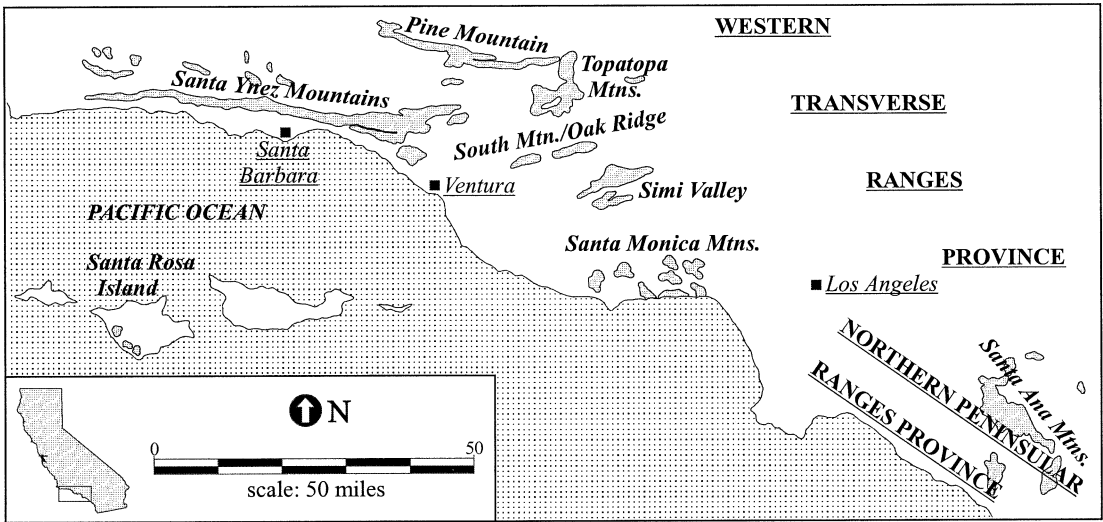 WESTERN
Pine Mountain
Topatopa
Mtns.
Santa Ynez Mountains
TRANSVERSE
South Mtn./Oak Ridge
Santa
Barbara
Ventura
RANGES
Simi Valley
PACIFIC OCEAN
Santa Monica Mtns.
PROVINCE
Santa Rosa
Island
Los Angeles
NORTHERN PENINSULAR
RANGES PROVINCE
Santa Ana Mtns.
N
0 50
scale: 50 miles